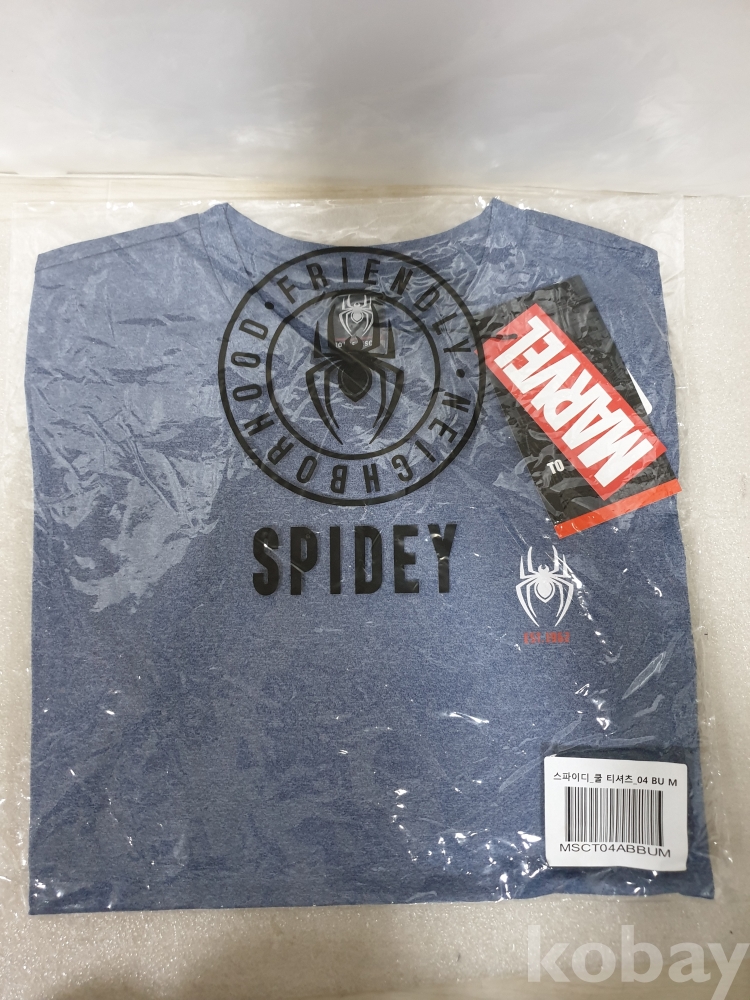 FRIENDLY · NEIGHBORHOOD ·
SPIDEY
MARVEL
TO
스파이디_쿨 티셔츠_04 BU M
MSCT04ABBUM
kobay